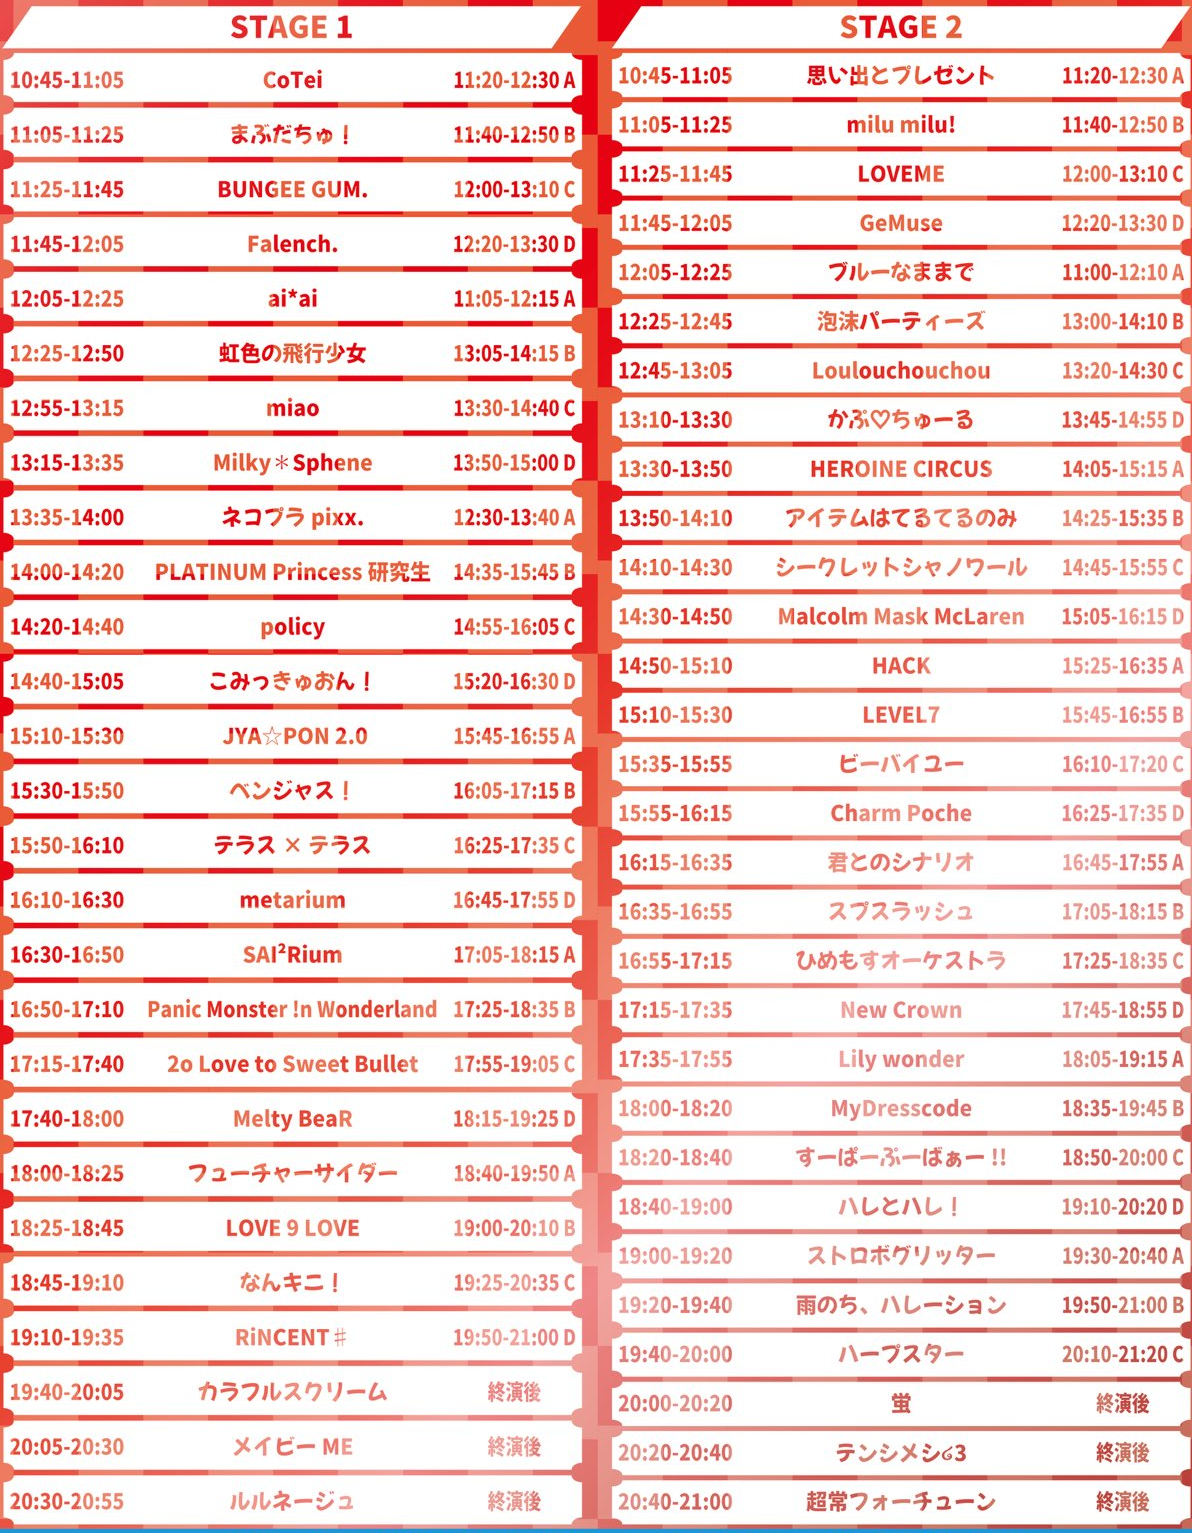 STAGE 1
10:45-11:05 CoTei 11:20-12:30 A
11:05-11:25 まぶだちゅ！ 11:40-12:50 B
11:25-11:45 BUNGEE GUM. 12:00-13:10 C
11:45-12:05 Falench. 12:20-13:30 D
12:05-12:25 ai*ai 11:05-12:15 A
12:25-12:50 虹色の飛行少女 13:05-14:15 B
12:55-13:15 miao 13:30-14:40 C
13:15-13:35 Milky＊Sphene 13:50-15:00 D
13:35-14:00 ネコプラ pixx. 12:30-13:40 A
14:00-14:20 PLATINUM Princess 研究生 14:35-15:45 B
14:20-14:40 policy 14:55-16:05 C
14:40-15:05 こみっきゅおん！ 15:20-16:30 D
15:10-15:30 JYA☆PON 2.0 15:45-16:55 A
15:30-15:50 ベンジャス！ 16:05-17:15 B
15:50-16:10 テラス × テラス 16:25-17:35 C
16:10-16:30 metarium 16:45-17:55 D
16:30-16:50 SAI²Rium 17:05-18:15 A
16:50-17:10 Panic Monster !n Wonderland 17:25-18:35 B
17:15-17:40 2o Love to Sweet Bullet 17:55-19:05 C
17:40-18:00 Melty BeaR 18:15-19:25 D
18:00-18:25 フューチャーサイダー 18:40-19:50 A
18:25-18:45 LOVE 9 LOVE 19:00-20:10 B
18:45-19:10 なんキニ！ 19:25-20:35 C
19:10-19:35 RiNCENT♯ 19:50-21:00 D
19:40-20:05 カラフルスクリーム 終演後
20:05-20:30 メイビー ME 終演後
20:30-20:55 ルルネージュ 終演後
STAGE 2
10:45-11:05 思い出とプレゼント 11:20-12:30 A
11:05-11:25 milu milu! 11:40-12:50 B
11:25-11:45 LOVEME 12:00-13:10 C
11:45-12:05 GeMuse 12:20-13:30 D
12:05-12:25 ブルーなままで 11:00-12:10 A
12:25-12:45 泡沫パーティーズ 13:00-14:10 B
12:45-13:05 Loulouchouchou 13:20-14:30 C
13:10-13:30 かぷ♡ちゅーる 13:45-14:55 D
13:30-13:50 HEROINE CIRCUS 14:05-15:15 A
13:50-14:10 アイテムはてるてるのみ 14:25-15:35 B
14:10-14:30 シークレットシャノワール 14:45-15:55 C
14:30-14:50 Malcolm Mask McLaren 15:05-16:15 D
14:50-15:10 HACK 15:25-16:35 A
15:10-15:30 LEVEL7 15:45-16:55 B
15:35-15:55 ビーバイユー 16:10-17:20 C
15:55-16:15 Charm Poche 16:25-17:35 D
16:15-16:35 君とのシナリオ 16:45-17:55 A
16:35-16:55 スプスラッシュ 17:05-18:15 B
16:55-17:15 ひめもすオーケストラ 17:25-18:35 C
17:15-17:35 New Crown 17:45-18:55 D
17:35-17:55 Lily wonder 18:05-19:15 A
18:00-18:20 MyDresscode 18:35-19:45 B
18:20-18:40 すーぱーぷーばぁー !! 18:50-20:00 C
18:40-19:00 ハレとハレ！ 19:10-20:20 D
19:00-19:20 ストロボグリッター 19:30-20:40 A
19:20-19:40 雨のち、ハレーション 19:50-21:00 B
19:40-20:00 ハープスター 20:10-21:20 C
20:00-20:20 蛍 終演後
20:20-20:40 テンシメシ໒3 終演後
20:40-21:00 超常フォーチューン 終演後